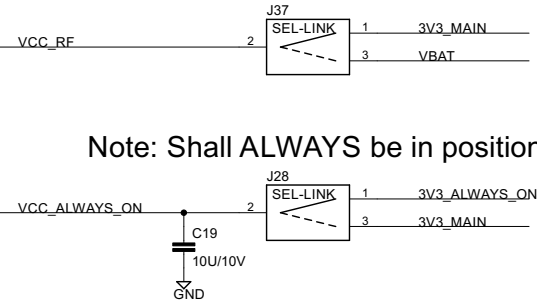 J37
SEL-LINK
VCC_RF 2 1 3V3_MAIN
3 VBAT
Note: Shall ALWAYS be in position
J28
SEL-LINK
VCC_ALWAYS_ON 2 1 3V3_ALWAYS_ON
3 3V3_MAIN
C19
10U/10V
GND